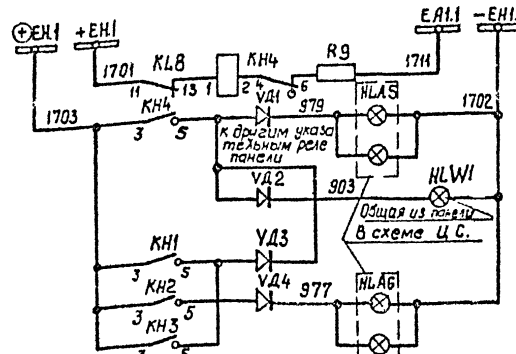 ⊕EH.1 +EH.1 EA1.1 -EH1.
1701 KL8 KH4 R9 1711
11 13 1 2 4 6
1703 KH4 VД1 979 HLA5 1702
3 5
к другим указа
тельным реле
панели
VД2 903 HLW1
Общая из панели
В схеме Ц.С.
KH1 VД3
3 5
KH2 VД4 977 HLA6
3 5
KH3
3 5